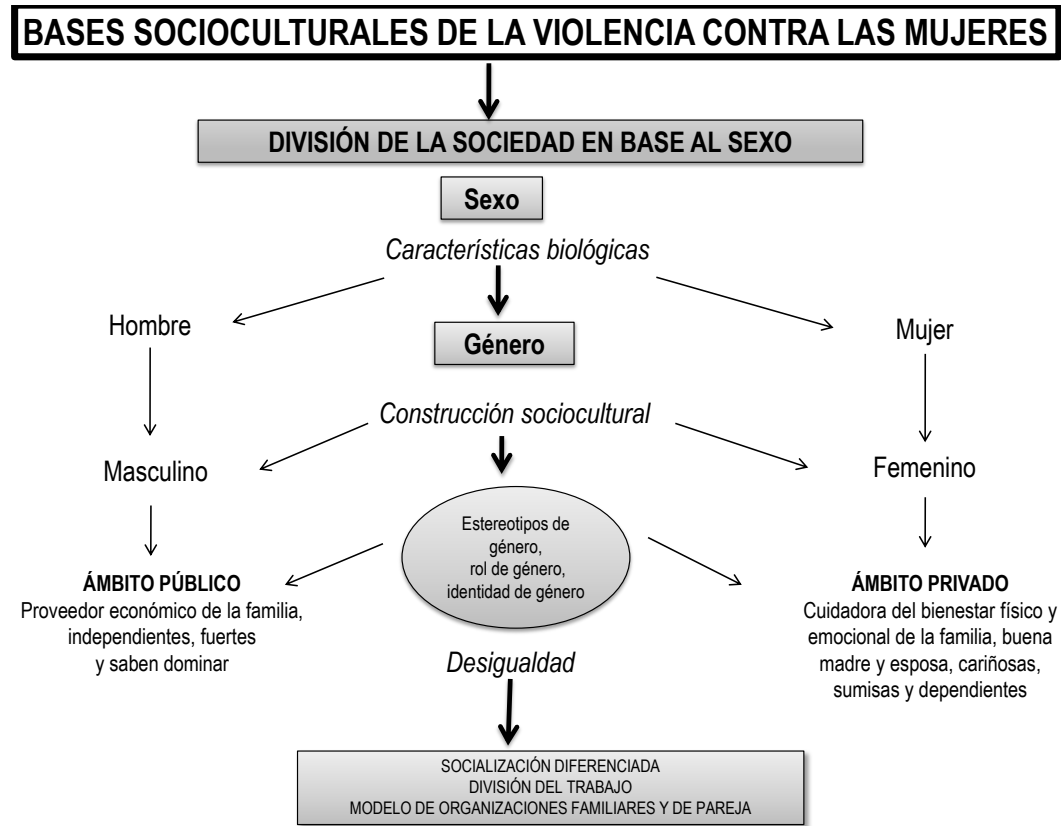 BASES SOCIOCULTURALES DE LA VIOLENCIA CONTRA LAS MUJERES
DIVISIÓN DE LA SOCIEDAD EN BASE AL SEXO
Sexo
Características biológicas
Hombre
Mujer
Género
Construcción sociocultural
Masculino
Femenino
Estereotipos de
género,
rol de género,
identidad de género
ÁMBITO PÚBLICO
Proveedor económico de la familia,
independientes, fuertes
y saben dominar
ÁMBITO PRIVADO
Cuidadora del bienestar físico y
emocional de la familia, buena
madre y esposa, cariñosas,
sumisas y dependientes
Desigualdad
SOCIALIZACIÓN DIFERENCIADA
DIVISIÓN DEL TRABAJO
MODELO DE ORGANIZACIONES FAMILIARES Y DE PAREJA